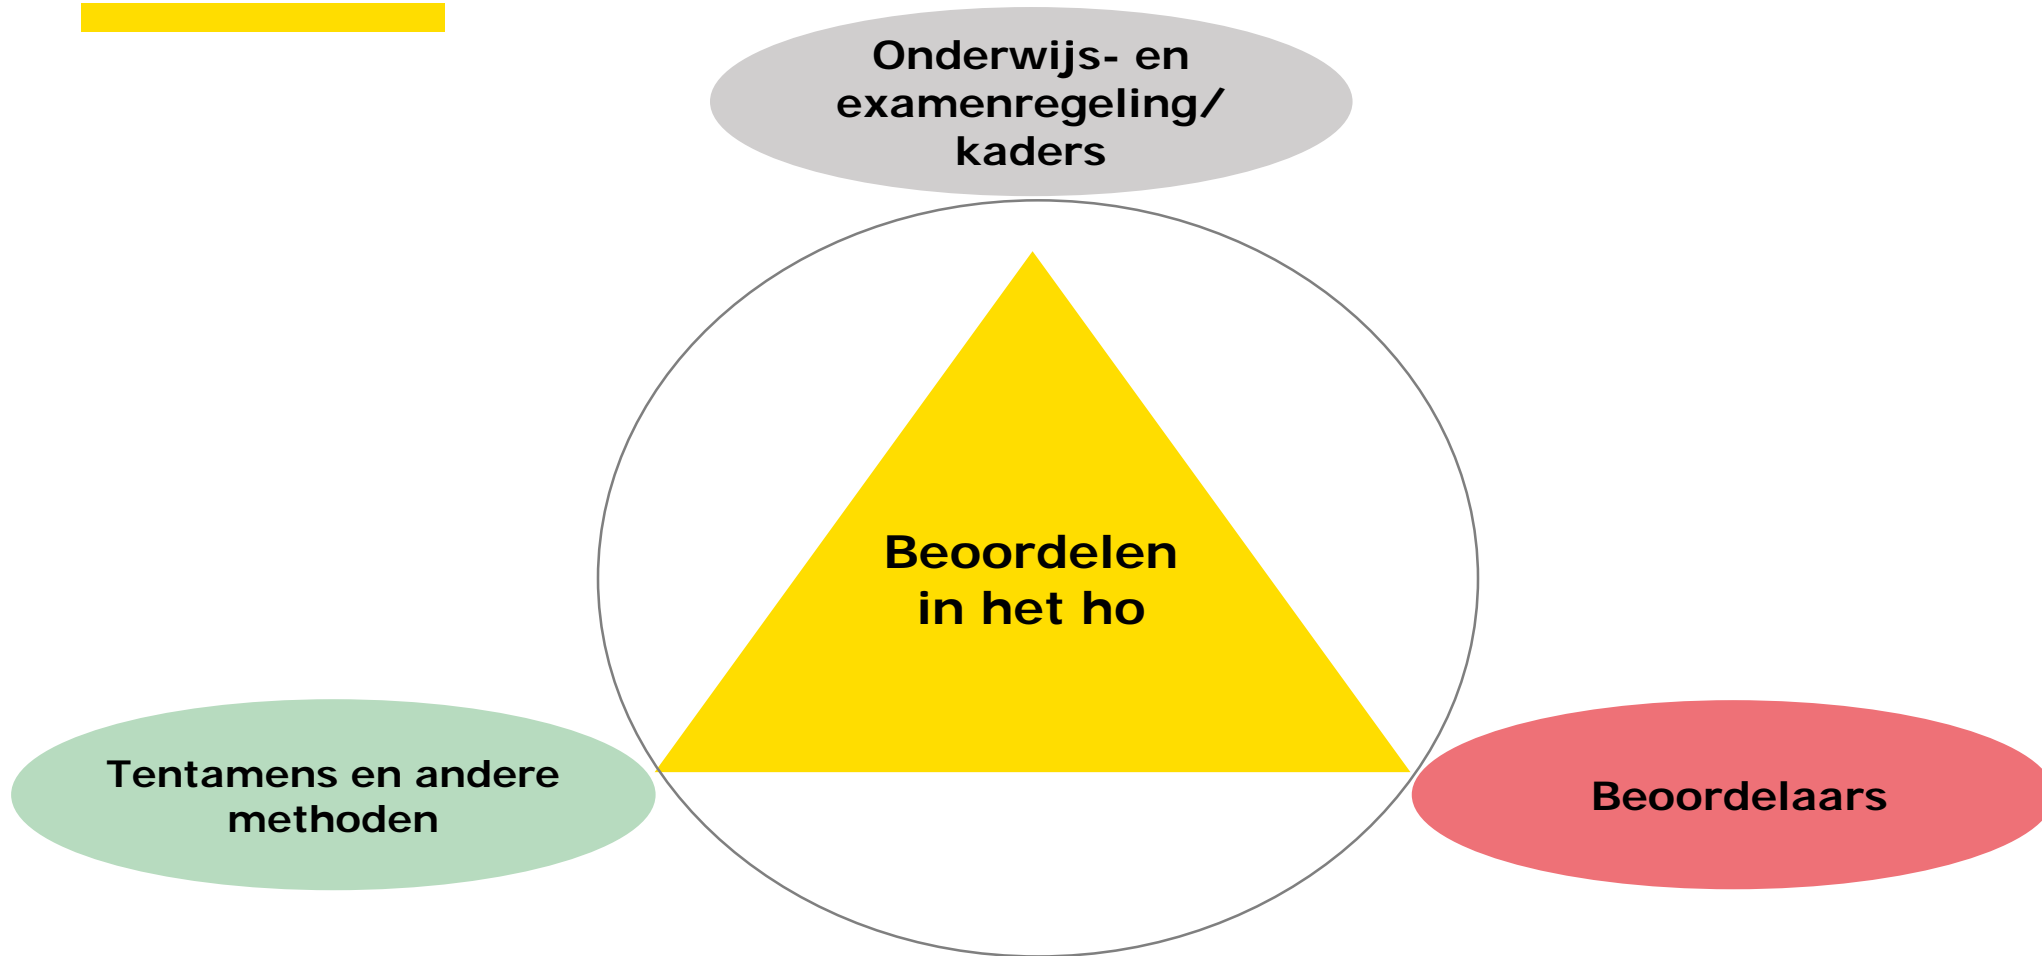 Onderwijs- en
examenregeling/
kaders
Beoordelen
in het ho
Tentamens en andere
methoden
Beoordelaars